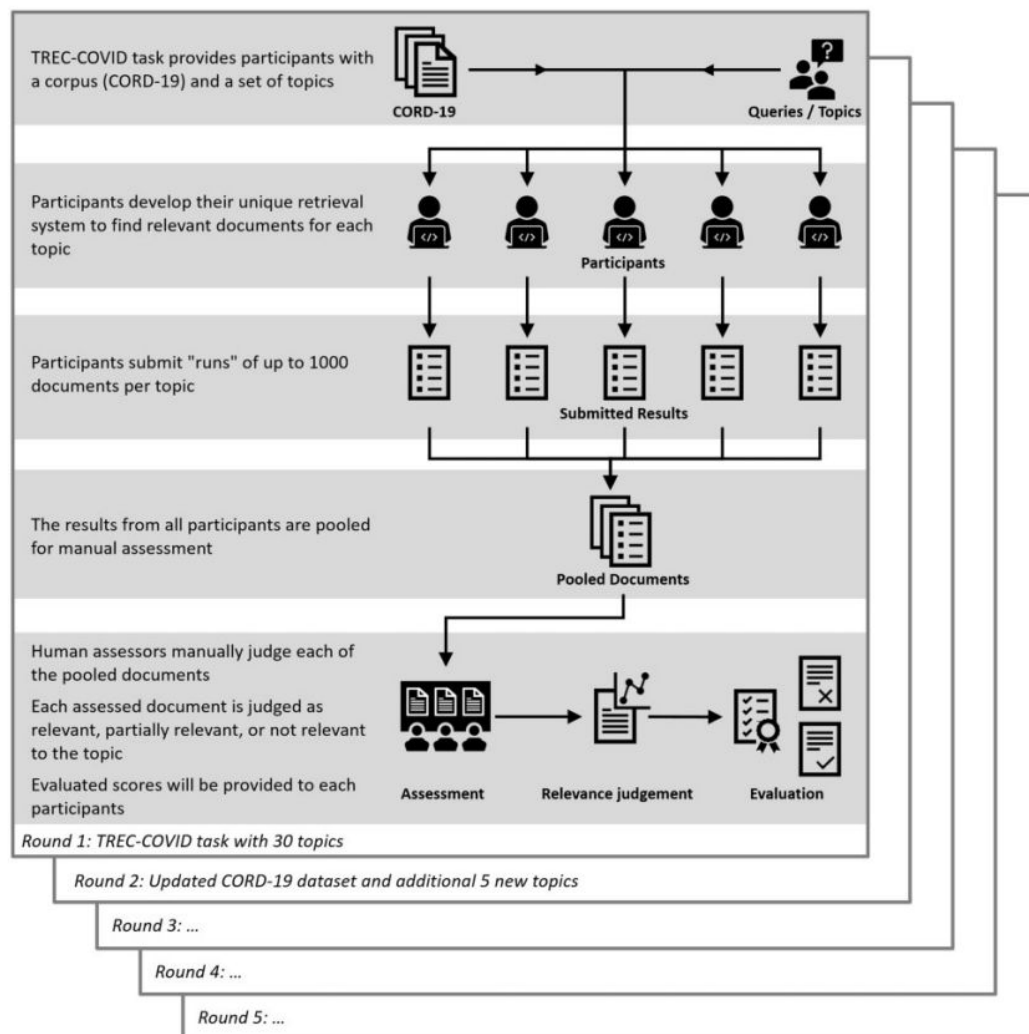 TREC-COVID task provides participants with
a corpus (CORD-19) and a set of topics
?
CORD-19
Queries / Topics
Participants develop their unique retrieval
system to find relevant documents for each
topic
</> </> </> </> </>
Participants
Participants submit "runs" of up to 1000
documents per topic
Submitted Results
The results from all participants are pooled
for manual assessment
Pooled Documents
Human assessors manually judge each of
the pooled documents
Each assessed document is judged as
relevant, partially relevant, or not relevant
to the topic
Evaluated scores will be provided to each
participants
Assessment
Relevance judgement
Evaluation
Round 1: TREC-COVID task with 30 topics
Round 2: Updated CORD-19 dataset and additional 5 new topics
Round 3: ...
Round 4: ...
Round 5: ...